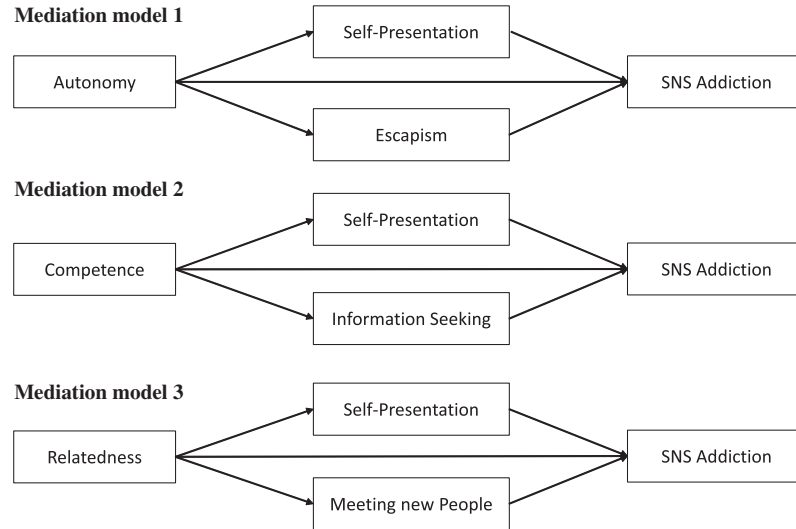 Mediation model 1
Self-Presentation
Autonomy
SNS Addiction
Escapism
Mediation model 2
Self-Presentation
Competence
SNS Addiction
Information Seeking
Mediation model 3
Self-Presentation
Relatedness
SNS Addiction
Meeting new People